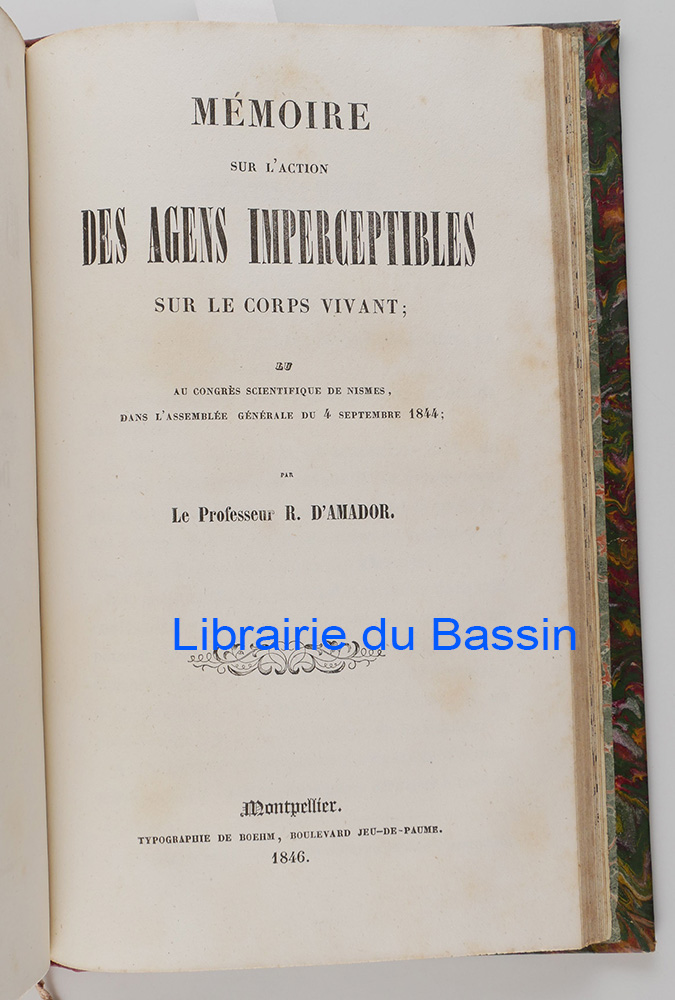 MÉMOIRE
SUR L'ACTION
DES AGENS IMPERCEPTIBLES
SUR LE CORPS VIVANT;
LU
AU CONGRÈS SCIENTIFIQUE DE NISMES,
DANS L'ASSEMBLÉE GÉNÉRALE DU 4 SEPTEMBRE 1844;
PAR
Le Professeur R. D'AMADOR.
Librairie du Bassin
Montpellier.
TYPOGRAPHIE DE BOEHM, BOULEVARD JEU-DE-PAUME.
1846.